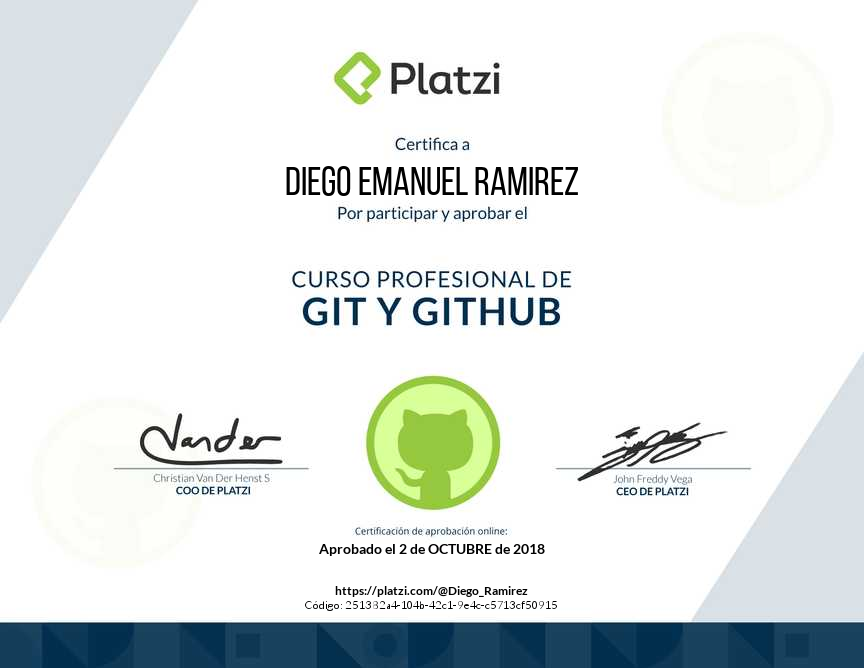 Platzi
Certifica a
DIEGO EMANUEL RAMIREZ
Por participar y aprobar el
CURSO PROFESIONAL DE
GIT Y GITHUB
Vander
Christian Van Der Henst S
COO DE PLATZI
John Freddy Vega
CEO DE PLATZI
Certificación de aprobación online:
Aprobado el 2 de OCTUBRE de 2018
https://platzi.com/@Diego_Ramirez
Código: 251382a4-104b-42c1-9e4c-c5713cf50915